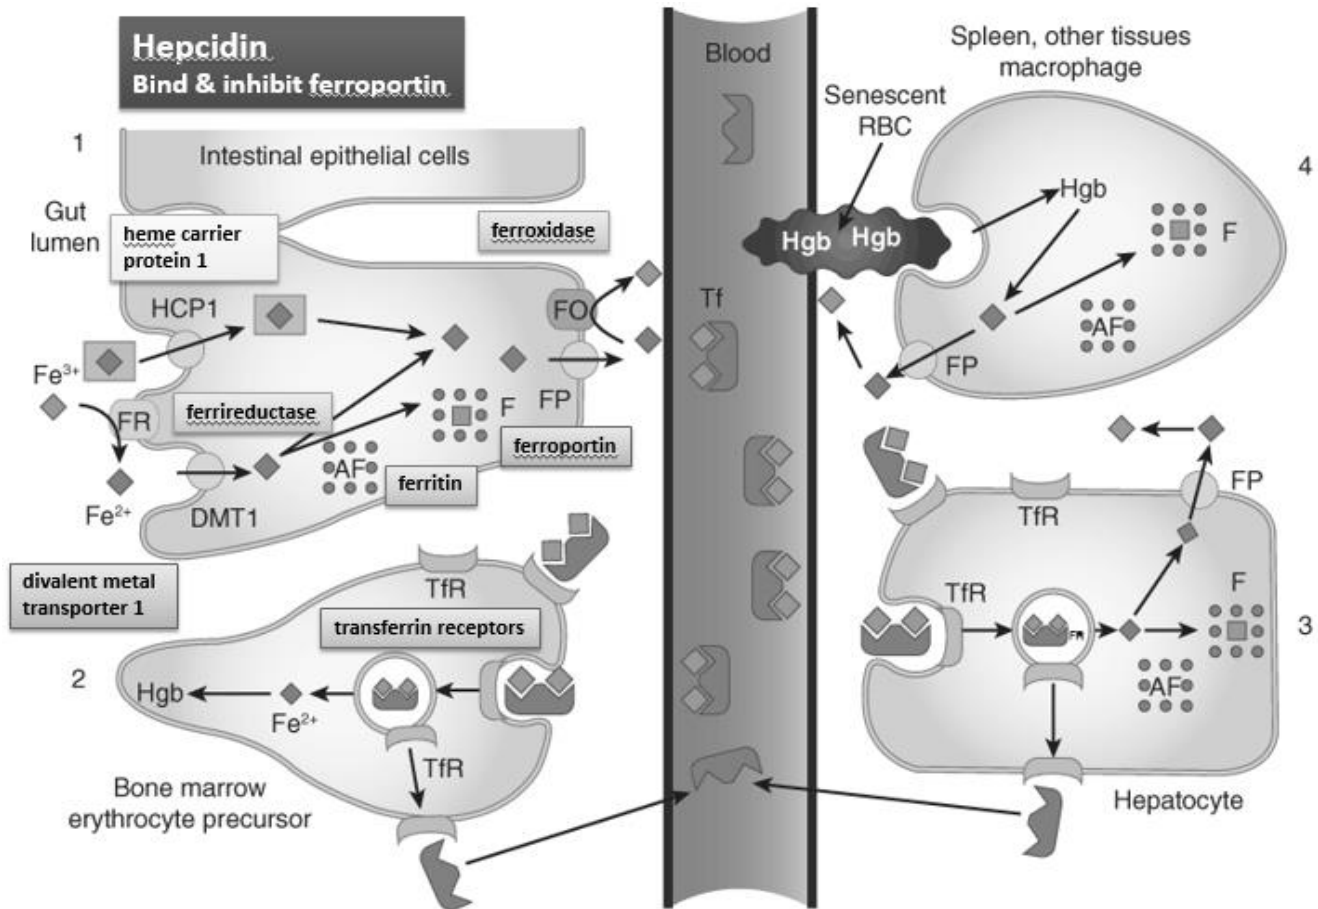 Hepcidin
Bind & inhibit ferroportin
1
Intestinal epithelial cells
Gut
lumen
heme carrier
protein 1
ferroxidase
HCP1
FO
Fe³⁺
FR
ferrireductase
F
FP
ferroportin
AF
ferritin
Fe²⁺
DMT1
divalent metal
transporter 1
TfR
transferrin receptors
2
Hgb
Fe²⁺
TfR
Bone marrow
erythrocyte precursor
Blood
Tf
Spleen, other tissues
macrophage
Senescent
RBC
4
Hgb
Hgb Hgb
F
AF
FP
FP
TfR
TfR
F
FR
3
AF
Hepatocyte